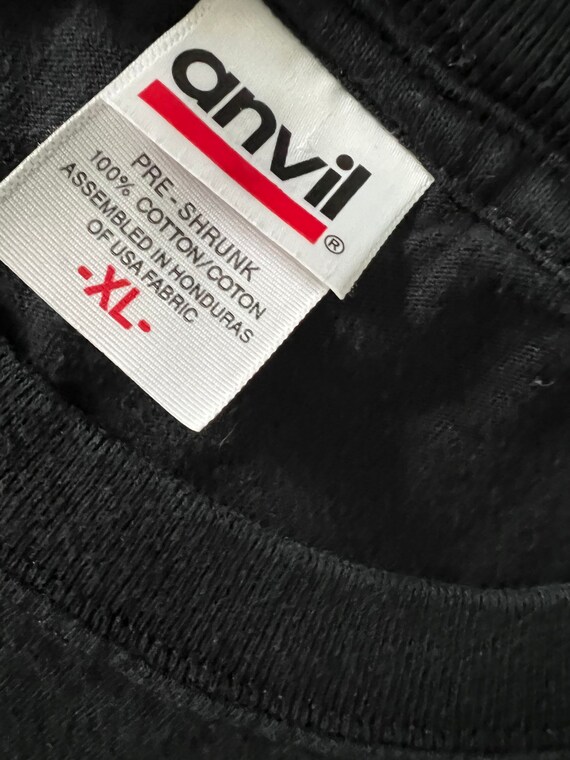 anvil
®
PRE-SHRUNK
100% COTTON/COTON
ASSEMBLED IN HONDURAS
OF USA FABRIC
-XL-